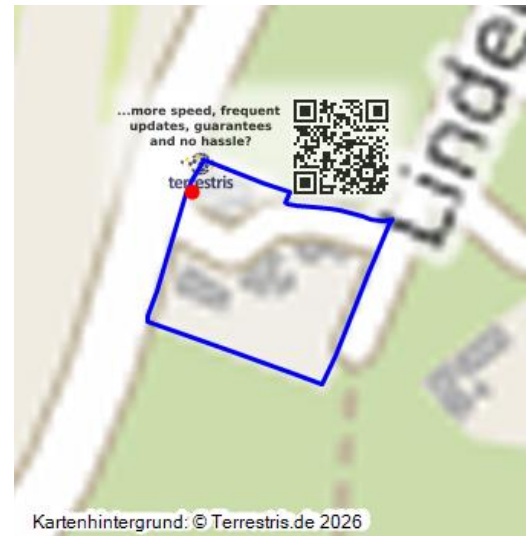 ...more speed, frequent
updates, guarantees
and no hassle?
terrestris
Linde
Kartenhintergrund: © Terrestris.de 2026